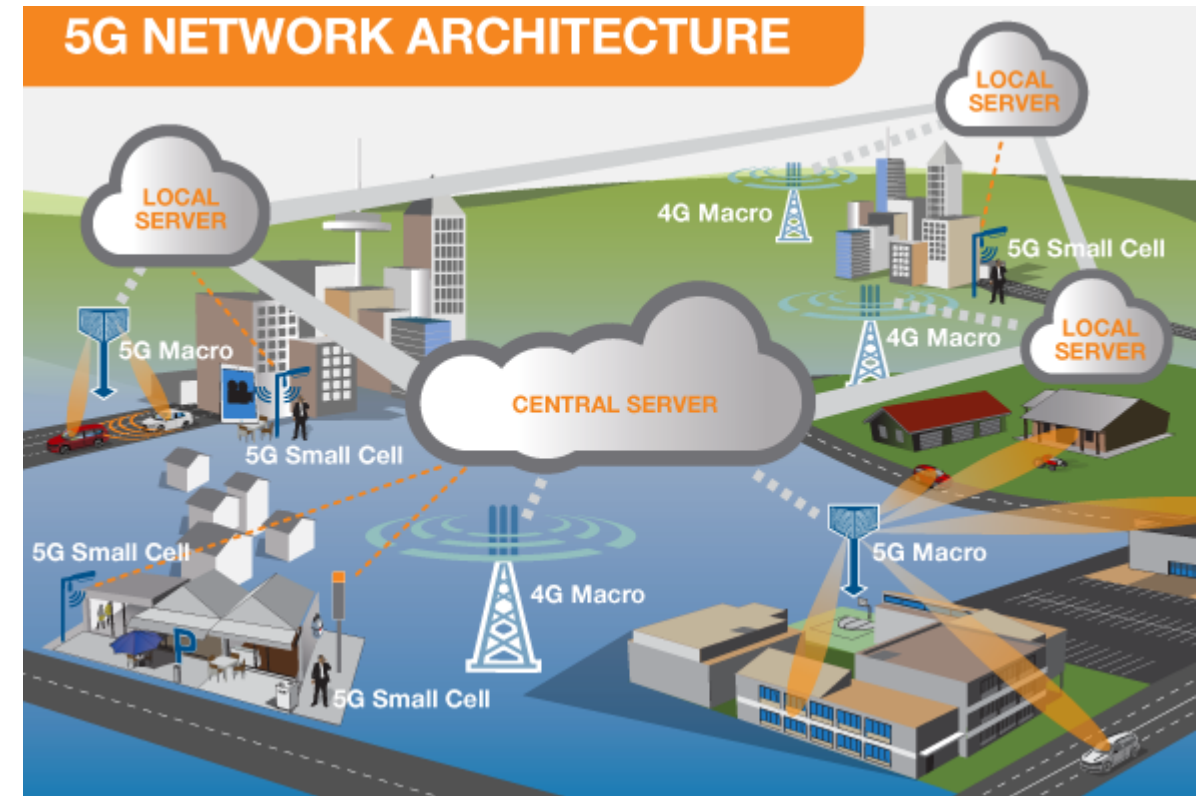 5G NETWORK ARCHITECTURE
LOCAL
SERVER
LOCAL
SERVER
4G Macro
5G Small Cell
LOCAL
SERVER
4G Macro
5G Macro
CENTRAL SERVER
5G Small Cell
5G Small Cell
5G Macro
4G Macro
P
5G Small Cell